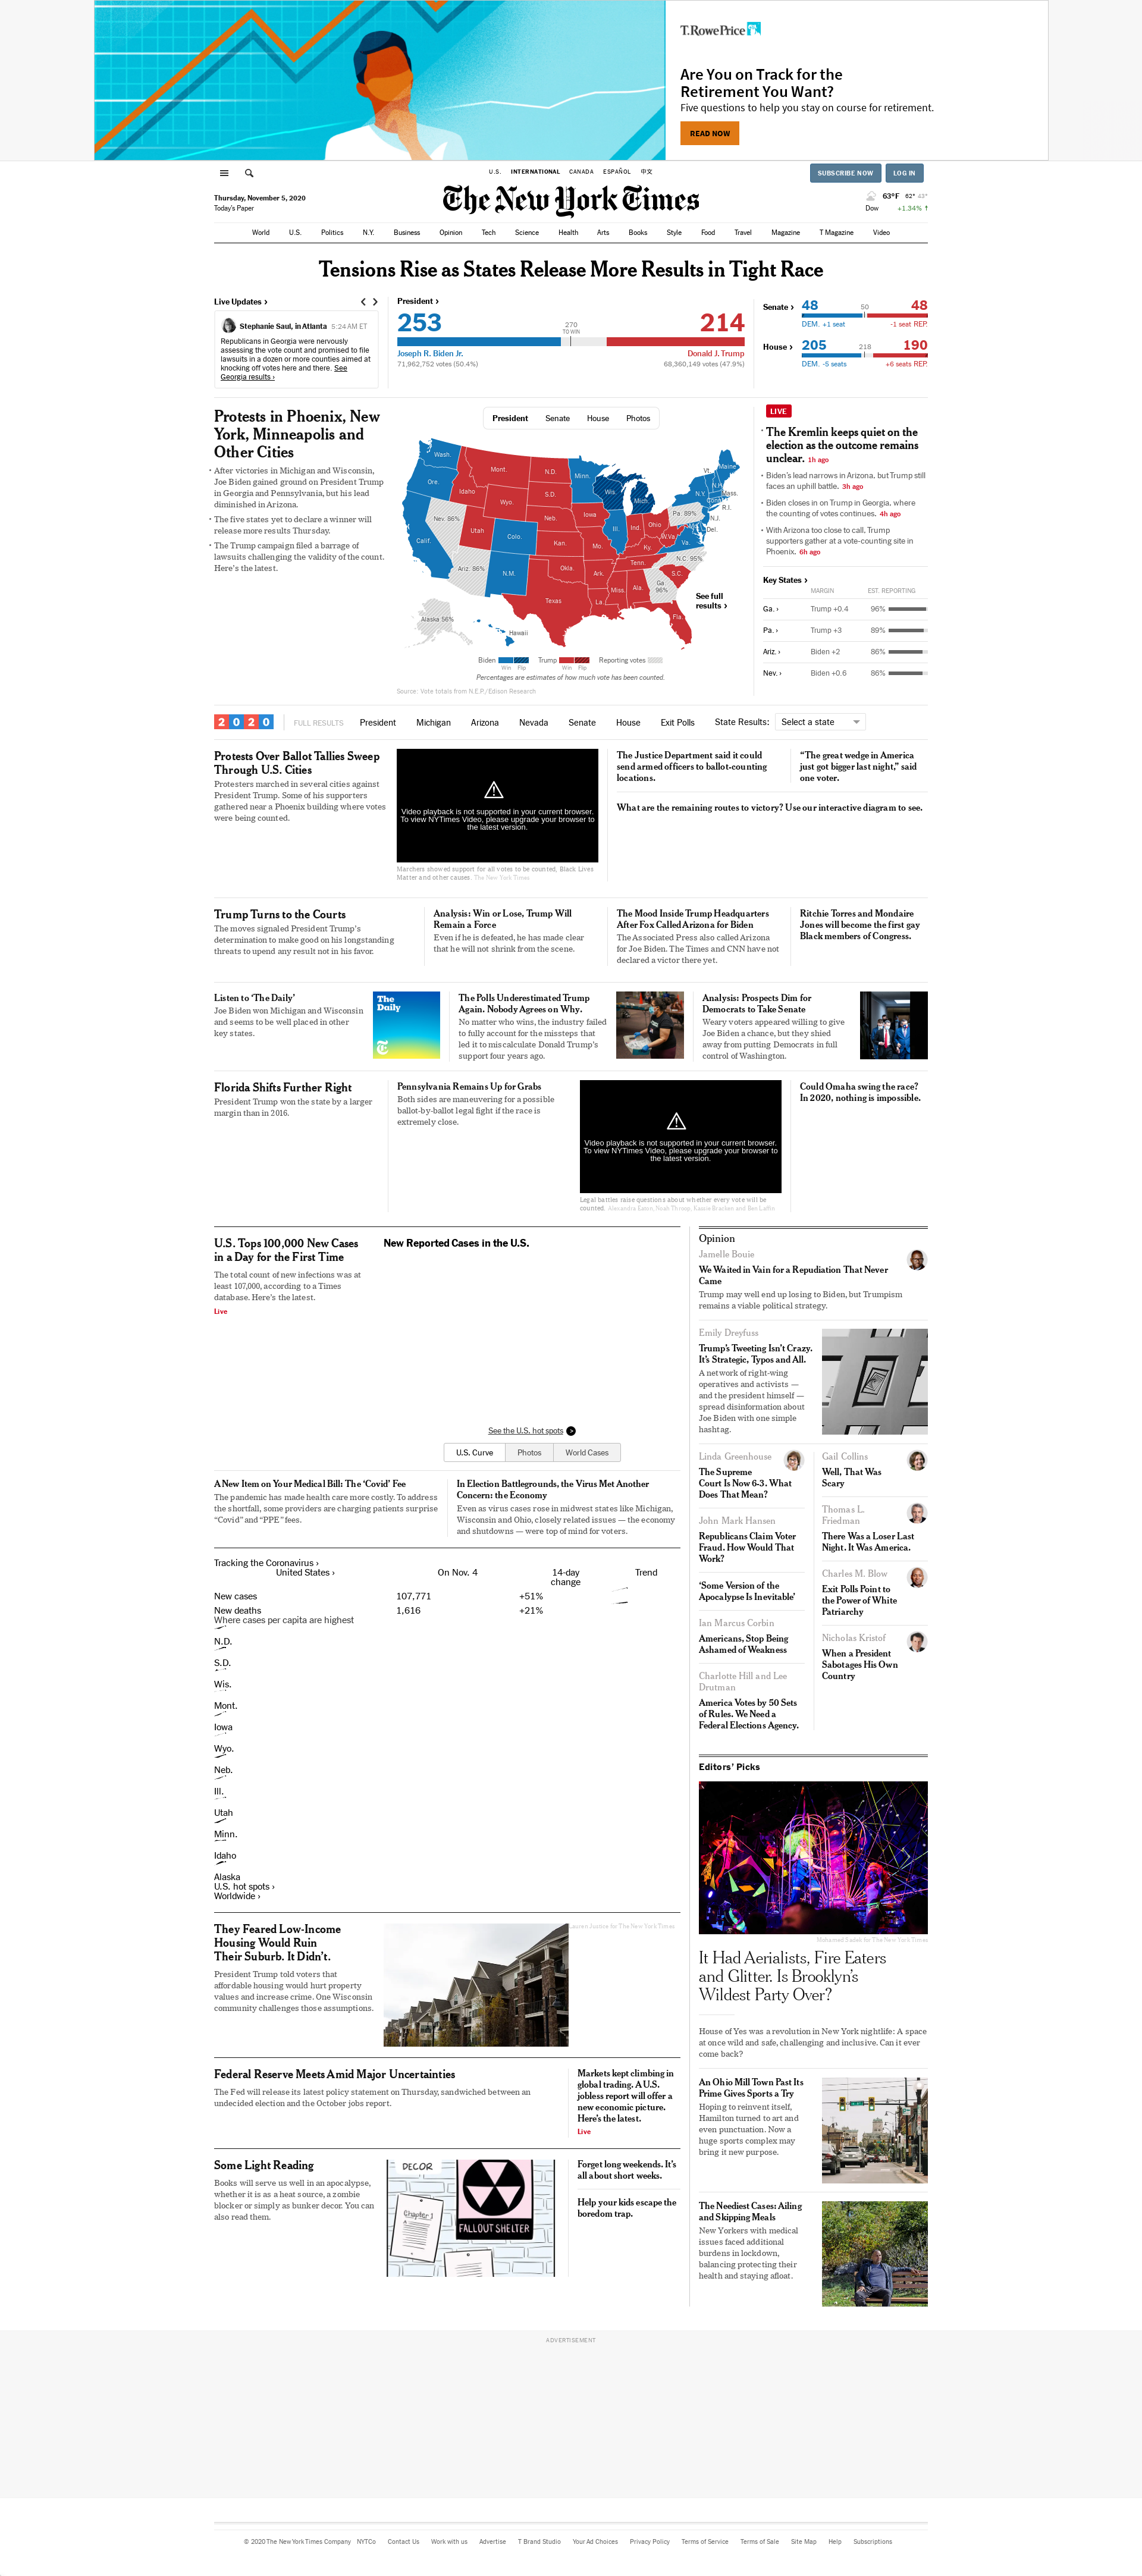 T.RowePrice
Are You on Track for the
Retirement You Want?
Five questions to help you stay on course for retirement.
READ NOW
U.S. INTERNATIONAL CANADA ESPAÑOL 中文
SUBSCRIBE NOW LOG IN
Thursday, November 5, 2020
Today's Paper
The New York Times
63°F 62° 43°
Dow +1.34% ↑
World U.S. Politics N.Y. Business Opinion Tech Science Health Arts Books Style Food Travel Magazine T Magazine Video
Tensions Rise as States Release More Results in Tight Race
Live Updates ›
Stephanie Saul, in Atlanta 5:24 AM ET
Republicans in Georgia were nervously
assessing the vote count and promised to file
lawsuits in a dozen or more counties aimed at
knocking off votes here and there. See
Georgia results ›
President ›
253
270
TO WIN
214
Joseph R. Biden Jr. Donald J. Trump
71,962,752 votes (50.4%) 68,360,149 votes (47.9%)
Senate › 48 50 48
DEM. +1 seat -1 seat REP.
House › 205 218 190
DEM. -5 seats +6 seats REP.
Protests in Phoenix, New
York, Minneapolis and
Other Cities
• After victories in Michigan and Wisconsin,
Joe Biden gained ground on President Trump
in Georgia and Pennsylvania, but his lead
diminished in Arizona.
• The five states yet to declare a winner will
release more results Thursday.
• The Trump campaign filed a barrage of
lawsuits challenging the validity of the count.
Here's the latest.
President Senate House Photos
Wash.
Mont.
N.D.
Minn.
Vt.
Maine
Ore.
Idaho
S.D.
Wis.
Mich.
N.Y.
N.H.
Mass.
Conn.
R.I.
Wyo.
Nev. 86%
Neb.
Iowa
Pa. 89%
N.J.
Utah
Colo.
Ill.
Ind.
Ohio
Del.
Calif.
Kan.
Mo.
Ky.
W.Va.
Va.
N.C. 95%
Ariz. 86%
N.M.
Okla.
Ark.
Tenn.
S.C.
Texas
La.
Miss.
Ala.
Ga.
96%
Fla.
Alaska 56%
Hawaii
See full
results ›
Biden Trump Reporting votes
Win Flip Win Flip
Percentages are estimates of how much vote has been counted.
Source: Vote totals from N.E.P./Edison Research
LIVE
• The Kremlin keeps quiet on the
election as the outcome remains
unclear. 1h ago
• Biden's lead narrows in Arizona, but Trump still
faces an uphill battle. 3h ago
• Biden closes in on Trump in Georgia, where
the counting of votes continues. 4h ago
• With Arizona too close to call, Trump
supporters gather at a vote-counting site in
Phoenix. 6h ago
Key States ›
MARGIN EST. REPORTING
Ga. › Trump +0.4 96%
Pa. › Trump +3 89%
Ariz. › Biden +2 86%
Nev. › Biden +0.6 86%
2020 FULL RESULTS President Michigan Arizona Nevada Senate House Exit Polls State Results: Select a state
Protests Over Ballot Tallies Sweep
Through U.S. Cities
Protesters marched in several cities against
President Trump. Some of his supporters
gathered near a Phoenix building where votes
were being counted.
Video playback is not supported in your current browser.
To view NYTimes Video, please upgrade your browser to
the latest version.
Marchers showed support for all votes to be counted, Black Lives
Matter and other causes. The New York Times
The Justice Department said it could
send armed officers to ballot-counting
locations.
“The great wedge in America
just got bigger last night,” said
one voter.
What are the remaining routes to victory? Use our interactive diagram to see.
Trump Turns to the Courts
The moves signaled President Trump's
determination to make good on his longstanding
threats to upend any result not in his favor.
Analysis: Win or Lose, Trump Will
Remain a Force
Even if he is defeated, he has made clear
that he will not shrink from the scene.
The Mood Inside Trump Headquarters
After Fox Called Arizona for Biden
The Associated Press also called Arizona
for Joe Biden. The Times and CNN have not
declared a victor there yet.
Ritchie Torres and Mondaire
Jones will become the first gay
Black members of Congress.
Listen to ‘The Daily’
Joe Biden won Michigan and Wisconsin
and seems to be well placed in other
key states.
The
Daily
The Polls Underestimated Trump
Again. Nobody Agrees on Why.
No matter who wins, the industry failed
to fully account for the missteps that
led it to miscalculate Donald Trump's
support four years ago.
Analysis: Prospects Dim for
Democrats to Take Senate
Weary voters appeared willing to give
Joe Biden a chance, but they shied
away from putting Democrats in full
control of Washington.
Florida Shifts Further Right
President Trump won the state by a larger
margin than in 2016.
Pennsylvania Remains Up for Grabs
Both sides are maneuvering for a possible
ballot-by-ballot legal fight if the race is
extremely close.
Video playback is not supported in your current browser.
To view NYTimes Video, please upgrade your browser to
the latest version.
Legal battles raise questions about whether every vote will be
counted. Alexandra Eaton, Noah Throop, Kassie Bracken and Ben Laffin
Could Omaha swing the race?
In 2020, nothing is impossible.
U.S. Tops 100,000 New Cases
in a Day for the First Time
The total count of new infections was at
least 107,000, according to a Times
database. Here's the latest.
Live
New Reported Cases in the U.S.
See the U.S. hot spots
U.S. Curve Photos World Cases
A New Item on Your Medical Bill: The ‘Covid’ Fee
The pandemic has made health care more costly. To address
the shortfall, some providers are charging patients surprise
“Covid” and “PPE” fees.
In Election Battlegrounds, the Virus Met Another
Concern: the Economy
Even as virus cases rose in midwest states like Michigan,
Wisconsin and Ohio, closely related issues — the economy
and shutdowns — were top of mind for voters.
Tracking the Coronavirus ›
United States › On Nov. 4 14-day
change Trend
New cases 107,771 +51%
New deaths 1,616 +21%
Where cases per capita are highest
N.D.
S.D.
Wis.
Mont.
Iowa
Wyo.
Neb.
Ill.
Utah
Minn.
Idaho
Alaska
U.S. hot spots ›
Worldwide ›
They Feared Low-Income
Housing Would Ruin
Their Suburb. It Didn't.
President Trump told voters that
affordable housing would hurt property
values and increase crime. One Wisconsin
community challenges those assumptions.
Lauren Justice for The New York Times
Federal Reserve Meets Amid Major Uncertainties
The Fed will release its latest policy statement on Thursday, sandwiched between an
undecided election and the October jobs report.
Markets kept climbing in
global trading. A U.S.
jobless report will offer a
new economic picture.
Here's the latest.
Live
Some Light Reading
Books will serve us well in an apocalypse,
whether it is as a heat source, a zombie
blocker or simply as bunker decor. You can
also read them.
DECOR
Chapter 1
FALLOUT SHELTER
Forget long weekends. It's
all about short weeks.
Help your kids escape the
boredom trap.
Opinion
Jamelle Bouie
We Waited in Vain for a Repudiation That Never
Came
Trump may well end up losing to Biden, but Trumpism
remains a viable political strategy.
Emily Dreyfuss
Trump's Tweeting Isn't Crazy.
It's Strategic, Typos and All.
A network of right-wing
operatives and activists —
and the president himself —
spread disinformation about
Joe Biden with one simple
hashtag.
Linda Greenhouse
The Supreme
Court Is Now 6-3. What
Does That Mean?
John Mark Hansen
Republicans Claim Voter
Fraud. How Would That
Work?
‘Some Version of the
Apocalypse Is Inevitable’
Ian Marcus Corbin
Americans, Stop Being
Ashamed of Weakness
Charlotte Hill and Lee
Drutman
America Votes by 50 Sets
of Rules. We Need a
Federal Elections Agency.
Gail Collins
Well, That Was
Scary
Thomas L.
Friedman
There Was a Loser Last
Night. It Was America.
Charles M. Blow
Exit Polls Point to
the Power of White
Patriarchy
Nicholas Kristof
When a President
Sabotages His Own
Country
Editors' Picks
Mohamed Sadek for The New York Times
It Had Aerialists, Fire Eaters
and Glitter. Is Brooklyn's
Wildest Party Over?
House of Yes was a revolution in New York nightlife: A space
at once wild and safe, challenging and inclusive. Can it ever
come back?
An Ohio Mill Town Past Its
Prime Gives Sports a Try
Hoping to reinvent itself,
Hamilton turned to art and
even punctuation. Now a
huge sports complex may
bring it new purpose.
The Neediest Cases: Ailing
and Skipping Meals
New Yorkers with medical
issues faced additional
burdens in lockdown,
balancing protecting their
health and staying afloat.
ADVERTISEMENT
© 2020 The New York Times Company NYTCo Contact Us Work with us Advertise T Brand Studio Your Ad Choices Privacy Policy Terms of Service Terms of Sale Site Map Help Subscriptions